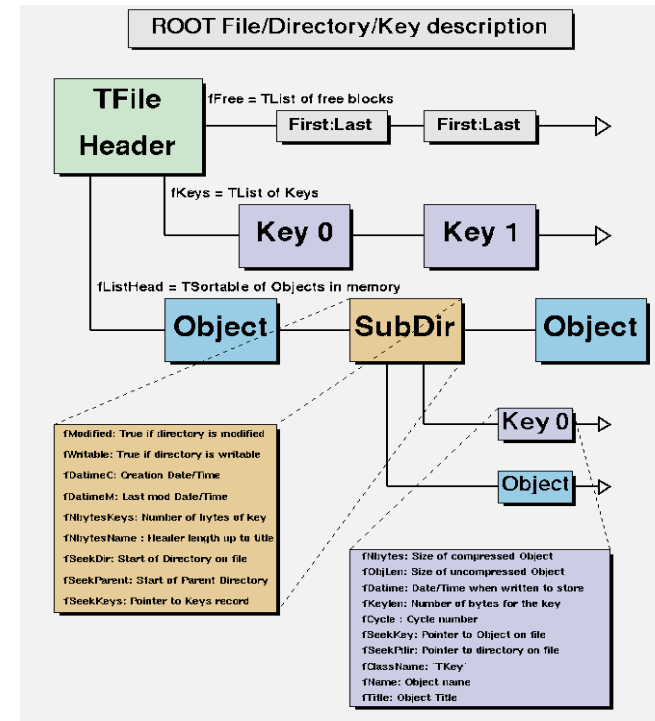 ROOT File/Directory/Key description
TFile
Header
fFree = TList of free blocks
First:Last
First:Last
fKeys = TList of Keys
Key 0
Key 1
fListHead = TSortable of Objects in memory
Object
SubDir
Object
Key 0
Object
fModified: True if directory is modified
fWritable: True if directory is writable
fDatimeC: Creation Date/Time
fDatimeM: Last mod Date/Time
fNbytesKeys: Number of bytes of key
fNbytesName : Header length up to title
fSeekDir: Start of Directory on file
fSeekParent: Start of Parent Directory
fSeekKeys: Pointer to Keys record
fNbytes: Size of compressed Object
fObjLen: Size of uncompressed Object
fDatime: Date/Time when written to store
fKeylen: Number of bytes for the key
fCycle : Cycle number
fSeekKey: Pointer to Object on file
fSeekPdir: Pointer to directory on file
fClassName: 'TKey'
fName: Object name
fTitle: Object Title